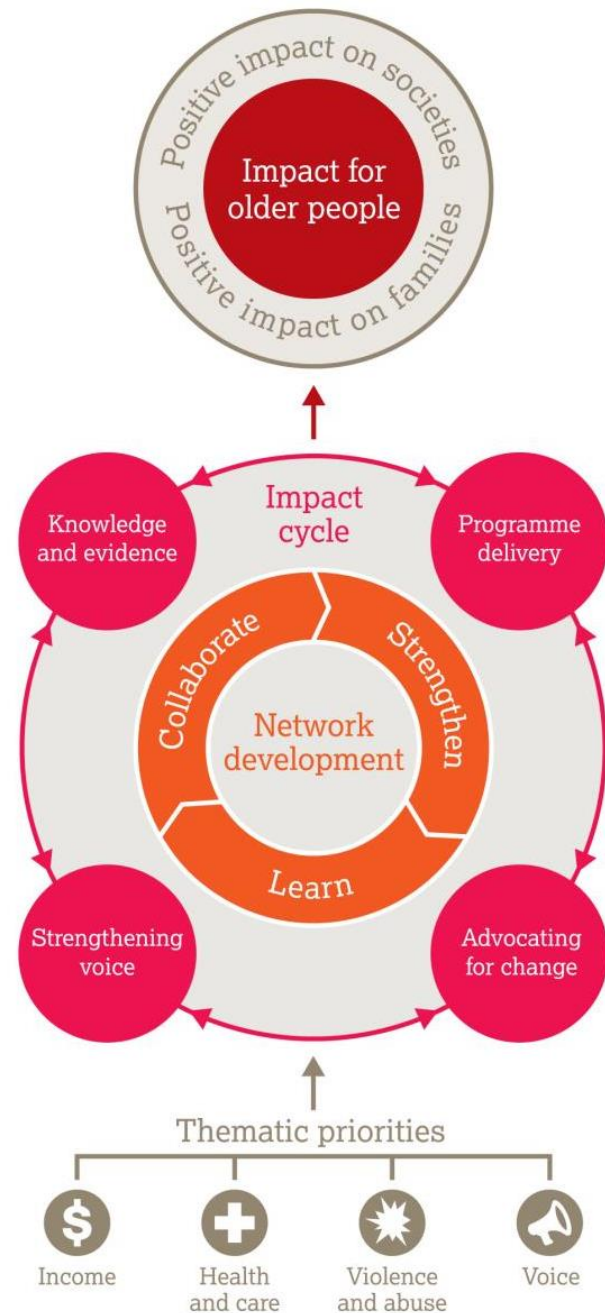 Positive impact on societies
Impact for
older people
Positive impact on families
Impact
cycle
Knowledge
and evidence
Programme
delivery
Collaborate
Strengthen
Network
development
Learn
Strengthening
voice
Advocating
for change
Thematic priorities
$
Income
Health
and care
Violence
and abuse
Voice